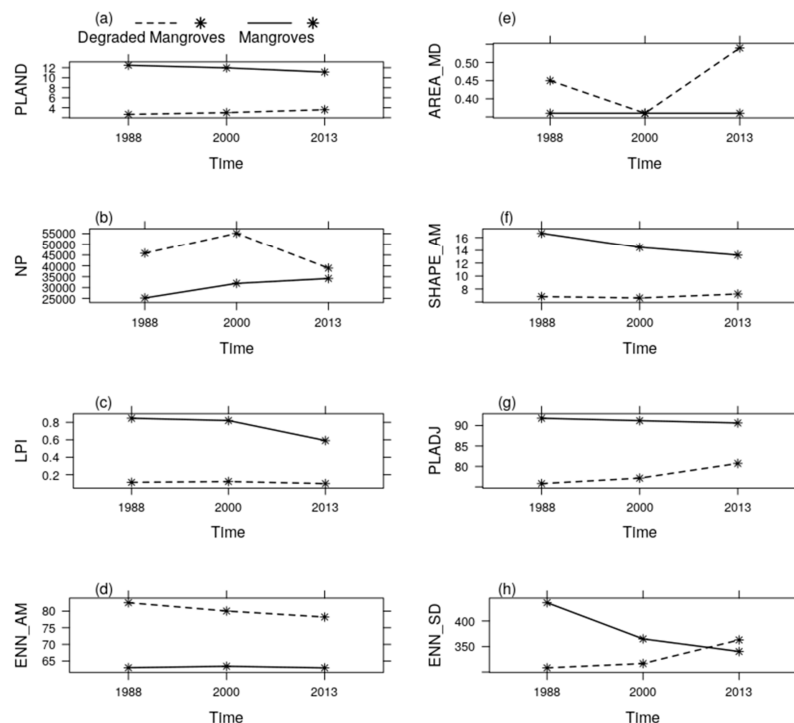 (a)
Degraded Mangroves Mangroves
PLAND
12
10
8
6
4
1988 2000 2013
Time
(b)
NP
55000
50000
45000
40000
35000
30000
25000
1988 2000 2013
Time
(c)
LPI
0.8
0.6
0.4
0.2
1988 2000 2013
Time
(d)
ENN_AM
80
75
70
65
1988 2000 2013
Time
(e)
AREA_MD
0.50
0.45
0.40
1988 2000 2013
Time
(f)
SHAPE_AM
16
14
12
8
1988 2000 2013
Time
(g)
PLADJ
90
85
80
1988 2000 2013
Time
(h)
ENN_SD
400
350
1988 2000 2013
Time